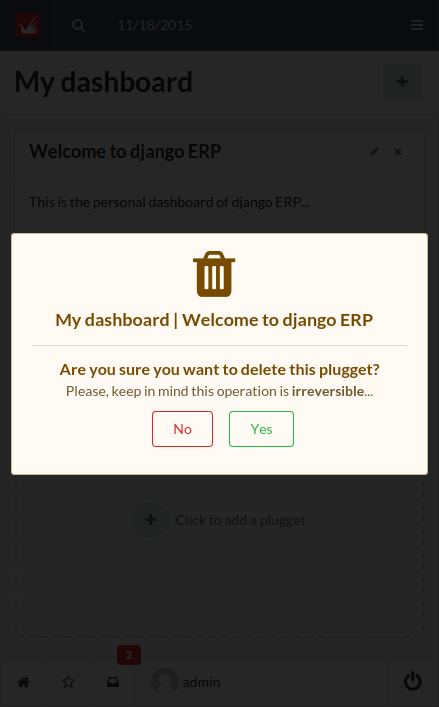 11/18/2015
My dashboard
Welcome to django ERP
This is the personal dashboard of django ERP...
My dashboard | Welcome to django ERP
Are you sure you want to delete this plugget?
Please, keep in mind this operation is irreversible...
No
Yes
Click to add a plugget
2
admin